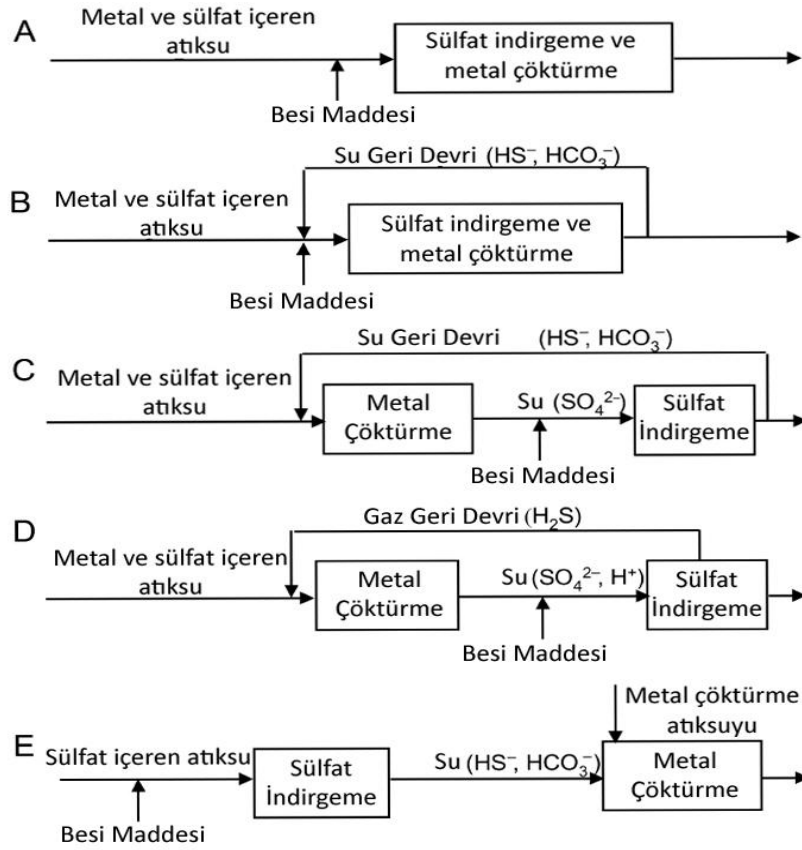 A
Metal ve sülfat içeren
atıksu
Sülfat indirgeme ve
metal çöktürme
Besi Maddesi
Su Geri Devri (HS⁻, HCO₃⁻)
B
Metal ve sülfat içeren
atıksu
Sülfat indirgeme ve
metal çöktürme
Besi Maddesi
Su Geri Devri (HS⁻, HCO₃⁻)
C
Metal ve sülfat içeren
atıksu
Metal
Çöktürme
Su (SO₄²⁻)
Sülfat
İndirgeme
Besi Maddesi
Gaz Geri Devri (H₂S)
D
Metal ve sülfat içeren
atıksu
Metal
Çöktürme
Su (SO₄²⁻, H⁺)
Sülfat
İndirgeme
Besi Maddesi
Metal çöktürme
atıksuyu
E
Sülfat içeren atıksu
Sülfat
İndirgeme
Su (HS⁻, HCO₃⁻)
Metal
Çöktürme
Besi Maddesi